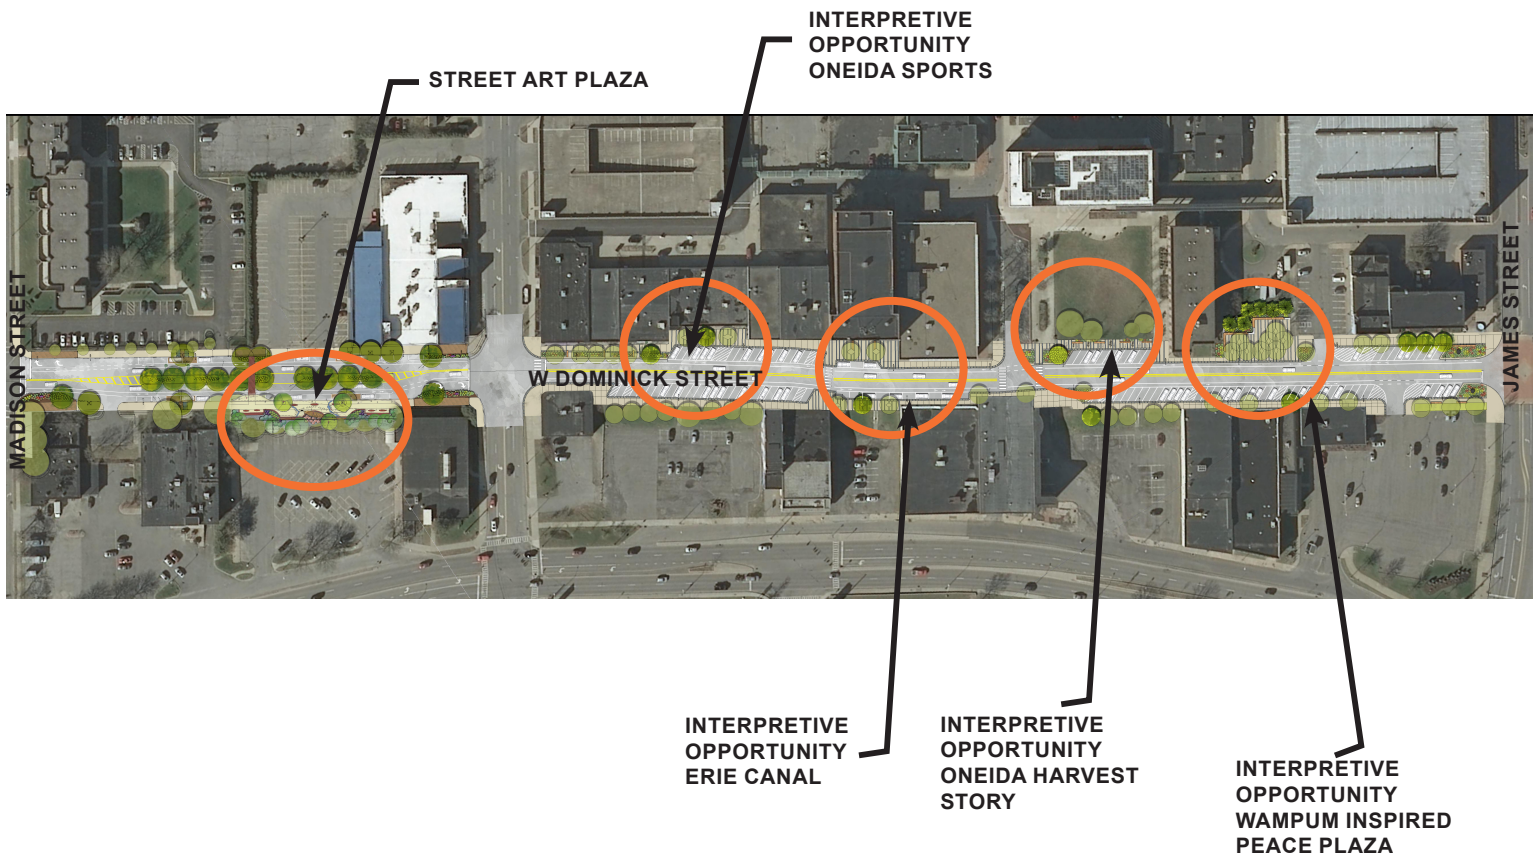 INTERPRETIVE
OPPORTUNITY
ONEIDA SPORTS
STREET ART PLAZA
MADISON STREET
W DOMINICK STREET
JAMES STREET
INTERPRETIVE
OPPORTUNITY
ERIE CANAL
INTERPRETIVE
OPPORTUNITY
ONEIDA HARVEST
STORY
INTERPRETIVE
OPPORTUNITY
WAMPUM INSPIRED
PEACE PLAZA